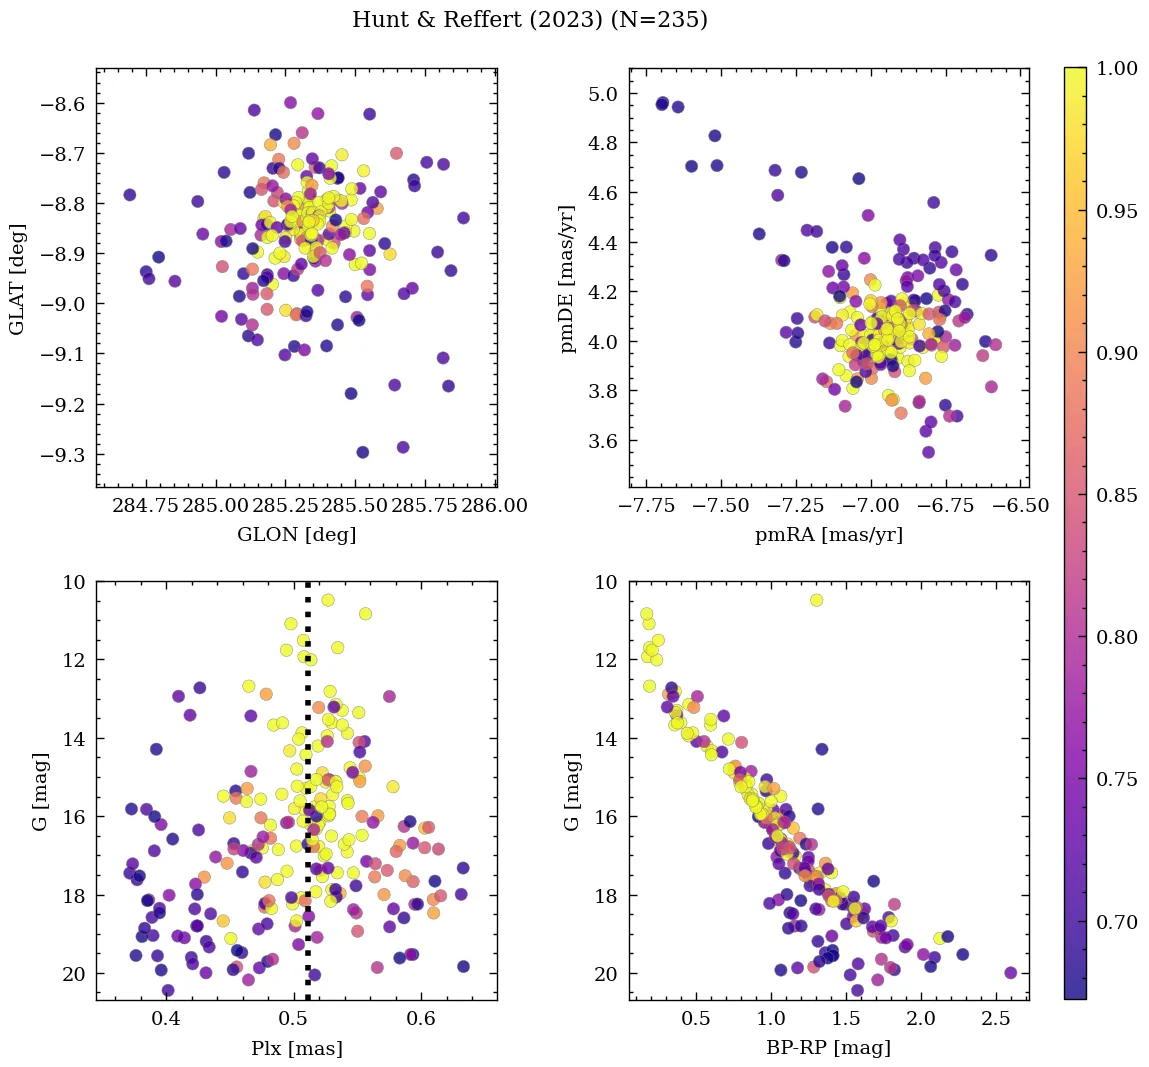 Hunt & Reffert (2023) (N=235)
−8.6
−8.7
−8.8
−8.9
−9.0
−9.1
−9.2
−9.3
GLAT [deg]
284.75 285.00 285.25 285.50 285.75 286.00
GLON [deg]
5.0
4.8
4.6
4.4
4.2
4.0
3.8
3.6
pmDE [mas/yr]
−7.75 −7.50 −7.25 −7.00 −6.75 −6.50
pmRA [mas/yr]
10
12
14
16
18
20
G [mag]
0.4 0.5 0.6
Plx [mas]
10
12
14
16
18
20
G [mag]
0.5 1.0 1.5 2.0 2.5
BP-RP [mag]
1.00
0.95
0.90
0.85
0.80
0.75
0.70